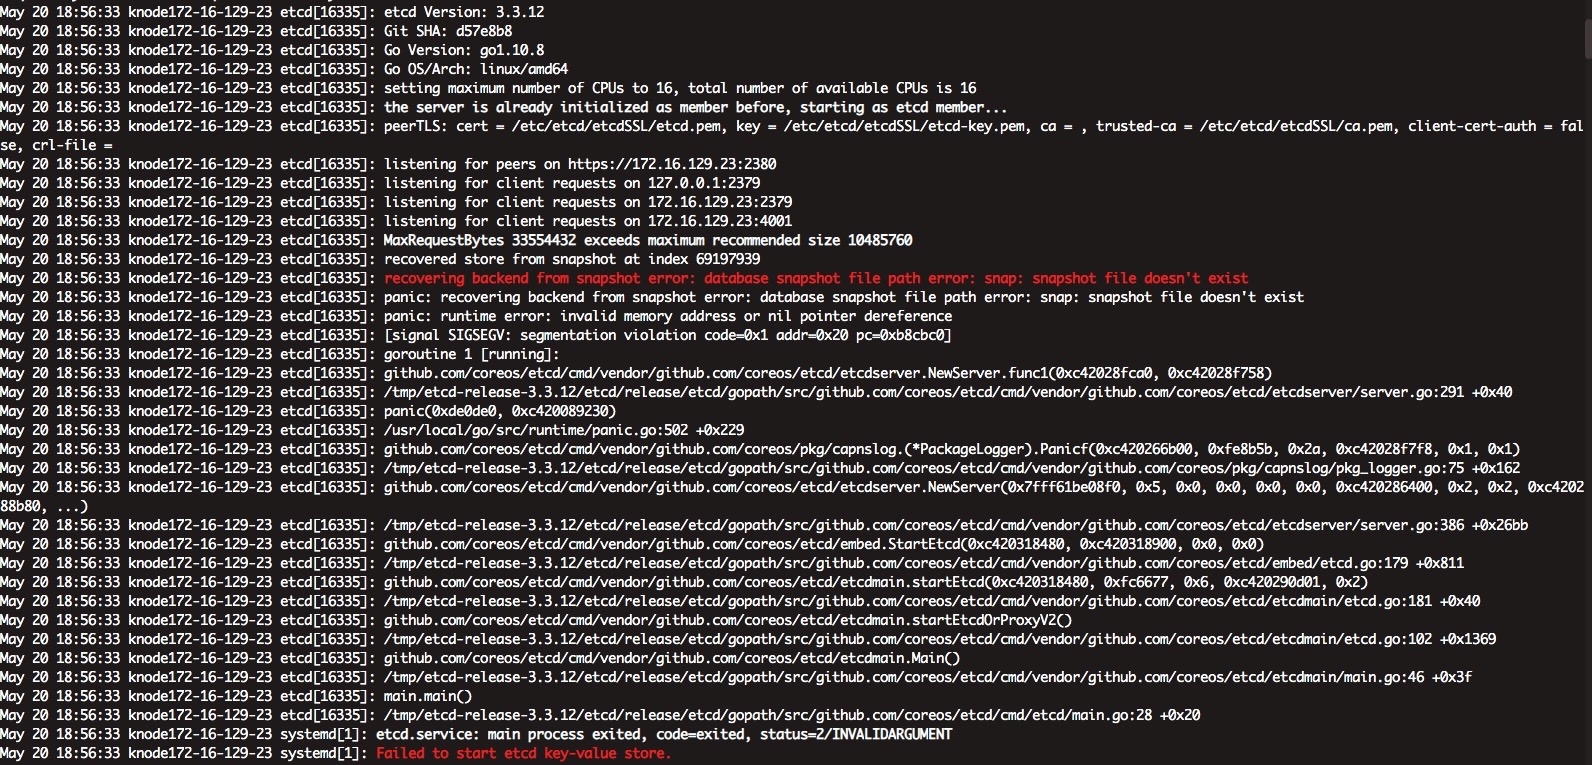 May 20 18:56:33 knode172-16-129-23 etcd[16335]: etcd Version: 3.3.12
May 20 18:56:33 knode172-16-129-23 etcd[16335]: Git SHA: d57e8b8
May 20 18:56:33 knode172-16-129-23 etcd[16335]: Go Version: go1.10.8
May 20 18:56:33 knode172-16-129-23 etcd[16335]: Go OS/Arch: linux/amd64
May 20 18:56:33 knode172-16-129-23 etcd[16335]: setting maximum number of CPUs to 16, total number of available CPUs is 16
May 20 18:56:33 knode172-16-129-23 etcd[16335]: the server is already initialized as member before, starting as etcd member...
May 20 18:56:33 knode172-16-129-23 etcd[16335]: peerTLS: cert = /etc/etcd/etcdSSL/etcd.pem, key = /etc/etcd/etcdSSL/etcd-key.pem, ca = , trusted-ca = /etc/etcd/etcdSSL/ca.pem, client-cert-auth = fal
se, crl-file =
May 20 18:56:33 knode172-16-129-23 etcd[16335]: listening for peers on https://172.16.129.23:2380
May 20 18:56:33 knode172-16-129-23 etcd[16335]: listening for client requests on 127.0.0.1:2379
May 20 18:56:33 knode172-16-129-23 etcd[16335]: listening for client requests on 172.16.129.23:2379
May 20 18:56:33 knode172-16-129-23 etcd[16335]: listening for client requests on 172.16.129.23:4001
May 20 18:56:33 knode172-16-129-23 etcd[16335]: MaxRequestBytes 33554432 exceeds maximum recommended size 10485760
May 20 18:56:33 knode172-16-129-23 etcd[16335]: recovered store from snapshot at index 69197939
May 20 18:56:33 knode172-16-129-23 etcd[16335]: recovering backend from snapshot error: database snapshot file path error: snap: snapshot file doesn't exist
May 20 18:56:33 knode172-16-129-23 etcd[16335]: panic: recovering backend from snapshot error: database snapshot file path error: snap: snapshot file doesn't exist
May 20 18:56:33 knode172-16-129-23 etcd[16335]: panic: runtime error: invalid memory address or nil pointer dereference
May 20 18:56:33 knode172-16-129-23 etcd[16335]: [signal SIGSEGV: segmentation violation code=0x1 addr=0x20 pc=0xb8cbc0]
May 20 18:56:33 knode172-16-129-23 etcd[16335]: goroutine 1 [running]:
May 20 18:56:33 knode172-16-129-23 etcd[16335]: github.com/coreos/etcd/cmd/vendor/github.com/coreos/etcd/etcdserver.NewServer.func1(0xc42028fca0, 0xc42028f758)
May 20 18:56:33 knode172-16-129-23 etcd[16335]: /tmp/etcd-release-3.3.12/etcd/release/etcd/gopath/src/github.com/coreos/etcd/cmd/vendor/github.com/coreos/etcd/etcdserver/server.go:291 +0x40
May 20 18:56:33 knode172-16-129-23 etcd[16335]: panic(0xde0de0, 0xc420089230)
May 20 18:56:33 knode172-16-129-23 etcd[16335]: /usr/local/go/src/runtime/panic.go:502 +0x229
May 20 18:56:33 knode172-16-129-23 etcd[16335]: github.com/coreos/etcd/cmd/vendor/github.com/coreos/pkg/capnslog.(*PackageLogger).Panicf(0xc420266b00, 0xfe8b5b, 0x2a, 0xc42028f7f8, 0x1, 0x1)
May 20 18:56:33 knode172-16-129-23 etcd[16335]: /tmp/etcd-release-3.3.12/etcd/release/etcd/gopath/src/github.com/coreos/etcd/cmd/vendor/github.com/coreos/pkg/capnslog/pkg_logger.go:75 +0x162
May 20 18:56:33 knode172-16-129-23 etcd[16335]: github.com/coreos/etcd/cmd/vendor/github.com/coreos/etcd/etcdserver.NewServer(0x7fff61be08f0, 0x5, 0x0, 0x0, 0x0, 0x0, 0xc420286400, 0x2, 0x2, 0xc4202
88b80, ...)
May 20 18:56:33 knode172-16-129-23 etcd[16335]: /tmp/etcd-release-3.3.12/etcd/release/etcd/gopath/src/github.com/coreos/etcd/cmd/vendor/github.com/coreos/etcd/etcdserver/server.go:386 +0x26bb
May 20 18:56:33 knode172-16-129-23 etcd[16335]: github.com/coreos/etcd/cmd/vendor/github.com/coreos/etcd/embed.StartEtcd(0xc420318480, 0xc420318900, 0x0, 0x0)
May 20 18:56:33 knode172-16-129-23 etcd[16335]: /tmp/etcd-release-3.3.12/etcd/release/etcd/gopath/src/github.com/coreos/etcd/cmd/vendor/github.com/coreos/etcd/embed/etcd.go:179 +0x811
May 20 18:56:33 knode172-16-129-23 etcd[16335]: github.com/coreos/etcd/cmd/vendor/github.com/coreos/etcd/etcdmain.startEtcd(0xc420318480, 0xfc6677, 0x6, 0xc420290d01, 0x2)
May 20 18:56:33 knode172-16-129-23 etcd[16335]: /tmp/etcd-release-3.3.12/etcd/release/etcd/gopath/src/github.com/coreos/etcd/cmd/vendor/github.com/coreos/etcd/etcdmain/etcd.go:181 +0x40
May 20 18:56:33 knode172-16-129-23 etcd[16335]: github.com/coreos/etcd/cmd/vendor/github.com/coreos/etcd/etcdmain.startEtcdOrProxyV2()
May 20 18:56:33 knode172-16-129-23 etcd[16335]: /tmp/etcd-release-3.3.12/etcd/release/etcd/gopath/src/github.com/coreos/etcd/cmd/vendor/github.com/coreos/etcd/etcdmain/etcd.go:102 +0x1369
May 20 18:56:33 knode172-16-129-23 etcd[16335]: github.com/coreos/etcd/cmd/vendor/github.com/coreos/etcd/etcdmain.Main()
May 20 18:56:33 knode172-16-129-23 etcd[16335]: /tmp/etcd-release-3.3.12/etcd/release/etcd/gopath/src/github.com/coreos/etcd/cmd/vendor/github.com/coreos/etcd/etcdmain/main.go:46 +0x3f
May 20 18:56:33 knode172-16-129-23 etcd[16335]: main.main()
May 20 18:56:33 knode172-16-129-23 etcd[16335]: /tmp/etcd-release-3.3.12/etcd/release/etcd/gopath/src/github.com/coreos/etcd/cmd/etcd/main.go:28 +0x20
May 20 18:56:33 knode172-16-129-23 systemd[1]: etcd.service: main process exited, code=exited, status=2/INVALIDARGUMENT
May 20 18:56:33 knode172-16-129-23 systemd[1]: Failed to start etcd key-value store.